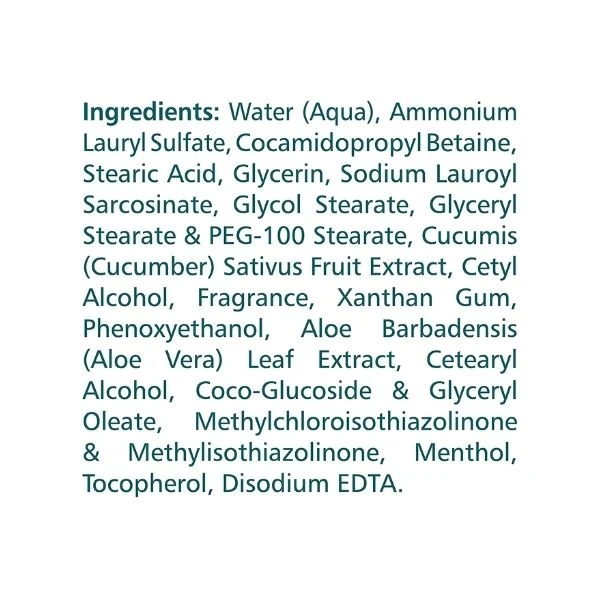 Ingredients: Water (Aqua), Ammonium
Lauryl Sulfate, Cocamidopropyl Betaine,
Stearic Acid, Glycerin, Sodium Lauroyl
Sarcosinate, Glycol Stearate, Glyceryl
Stearate & PEG-100 Stearate, Cucumis
(Cucumber) Sativus Fruit Extract, Cetyl
Alcohol, Fragrance, Xanthan Gum,
Phenoxyethanol, Aloe Barbadensis
(Aloe Vera) Leaf Extract, Cetearyl
Alcohol, Coco-Glucoside & Glyceryl
Oleate, Methylchloroisothiazolinone
& Methylisothiazolinone, Menthol,
Tocopherol, Disodium EDTA.